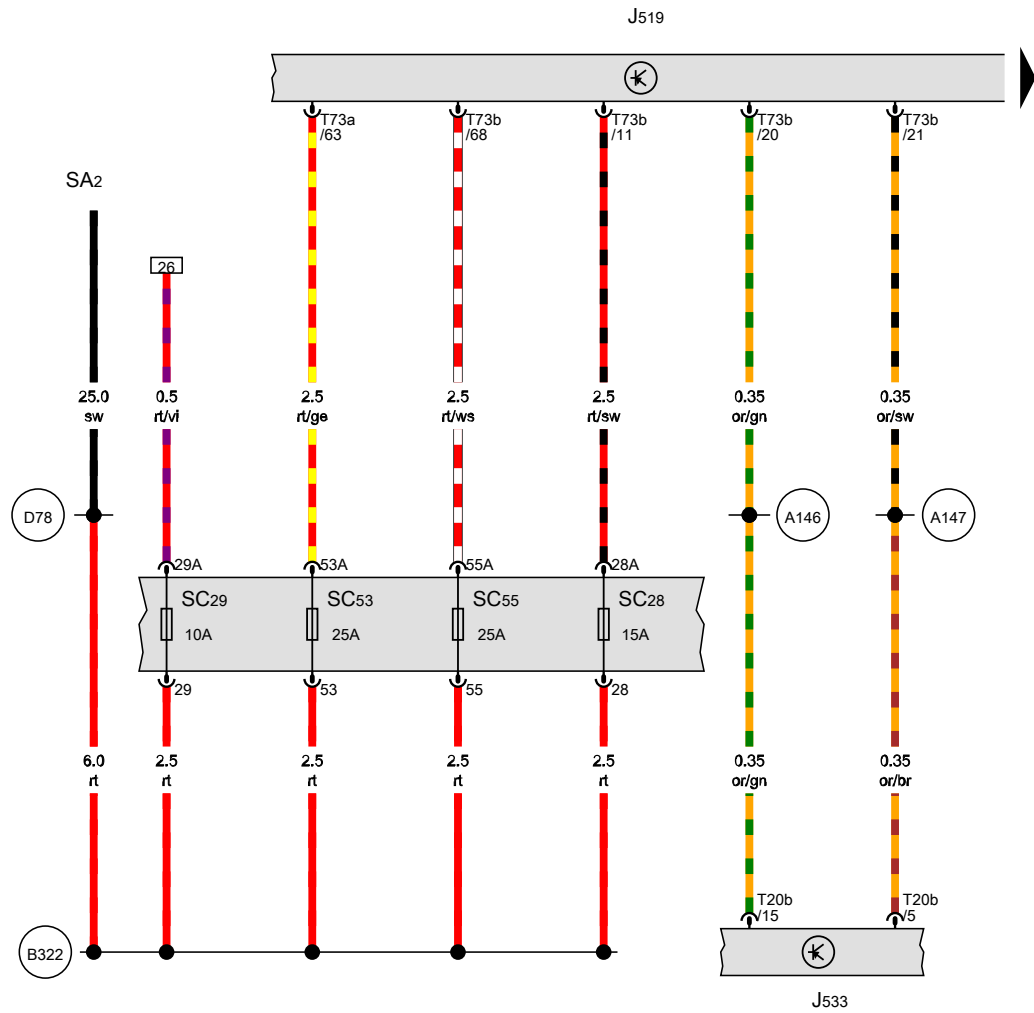 J519
T73a
/63
T73b
/68
T73b
/11
T73b
/20
T73b
/21
SA2
26
25.0
sw
0.5
rt/vi
2.5
rt/ge
2.5
rt/ws
2.5
rt/sw
0.35
or/gn
0.35
or/sw
D78
A146
A147
29A
53A
55A
28A
SC29
10A
SC53
25A
SC55
25A
SC28
15A
29
53
55
28
6.0
rt
2.5
rt
2.5
rt
2.5
rt
2.5
rt
0.35
or/gn
0.35
or/br
T20b
/15
T20b
/5
B322
J533